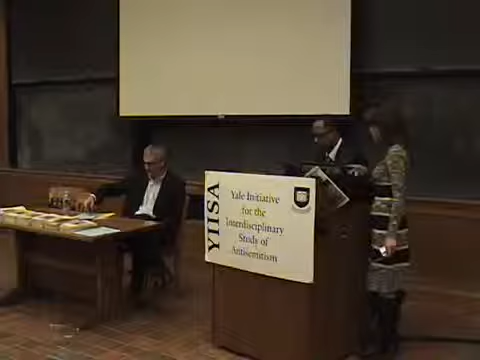 YIISA
Yale Initiative
for the
Interdisciplinary
Study of
Antisemitism